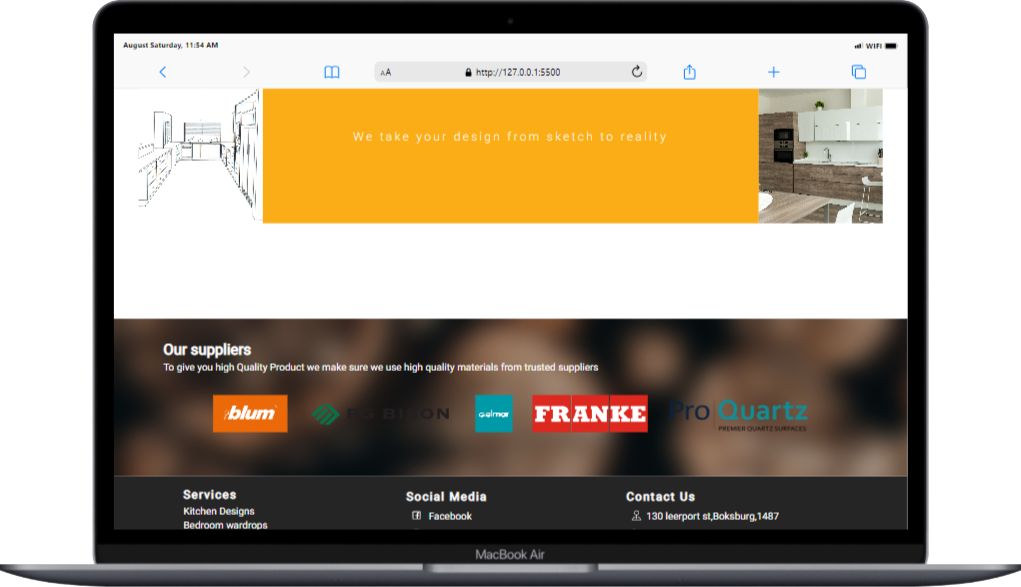 August Saturday, 11:54 AM
WIFI
AA
http://127.0.0.1:5500
We take your design from sketch to reality
Our suppliers
To give you high Quality Product we make sure we use high quality materials from trusted suppliers
blum
PG BISON
gelmar
FRANKE
Pro Quartz
PREMIER QUARTZ SURFACES
Services
Social Media
Contact Us
Kitchen Designs
Facebook
130 leerport st,Boksburg,1487
Bedroom wardrops
MacBook Air